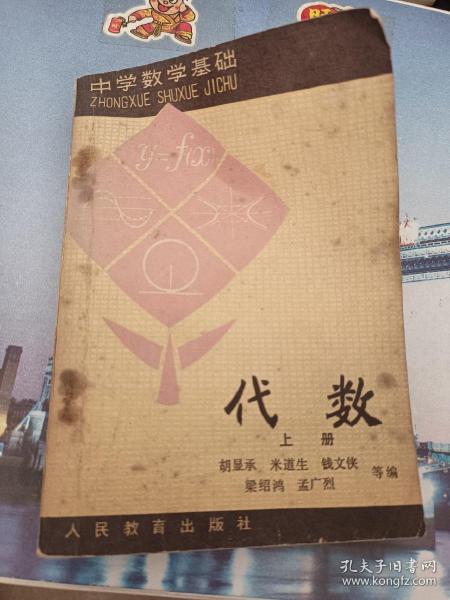 中学数学基础
ZHONGXUE SHUXUE JICHU
y=f(x)
代数
上册
胡显承 米道生 钱文侠
梁绍鸿 孟广烈 等编
人民教育出版社
孔夫子旧书网
www.kongfz.com